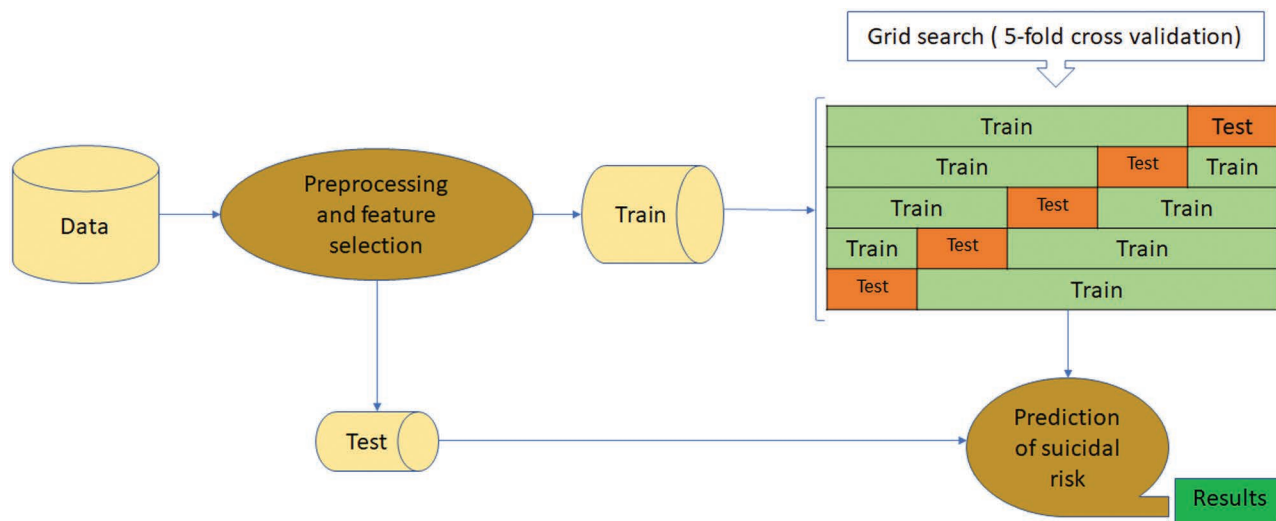 Grid search ( 5-fold cross validation)
Train Test
Train Test Train
Train Test Train
Train Test Train
Test Train
Data
Preprocessing
and feature
selection
Train
Test
Prediction
of suicidal
risk
Results